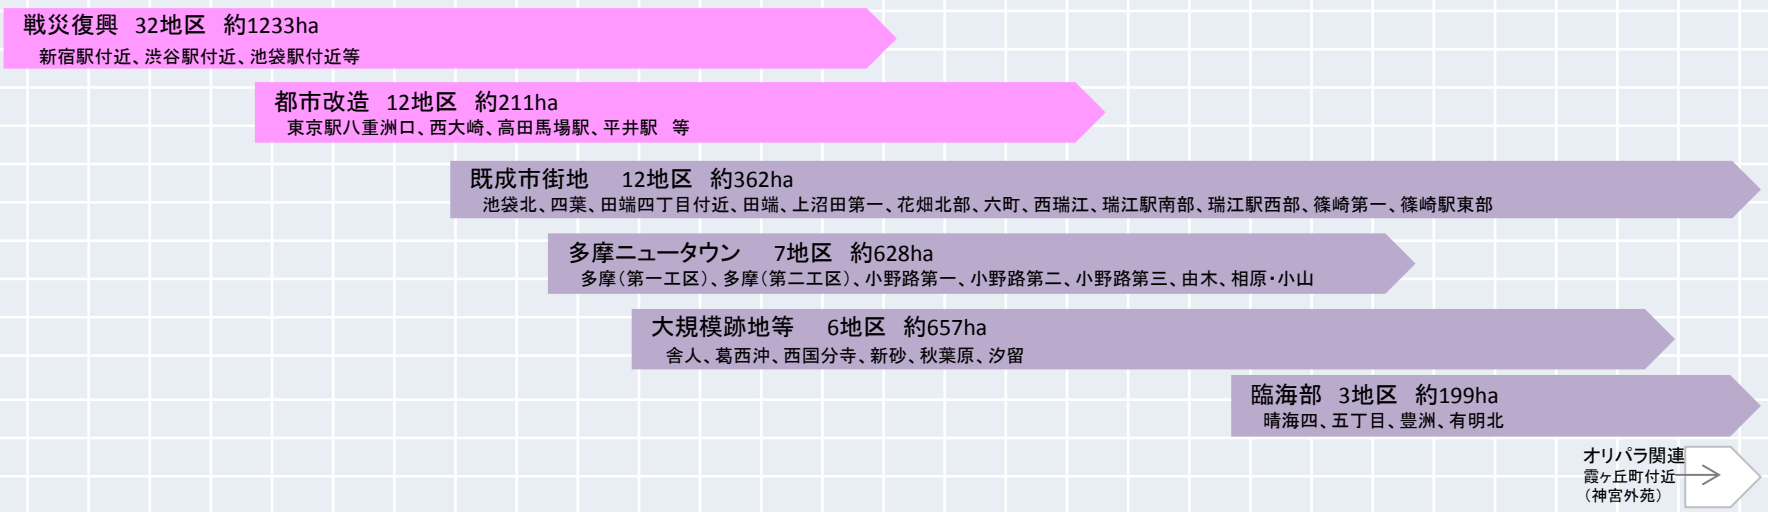 戦災復興 32地区 約1233ha
新宿駅付近、渋谷駅付近、池袋駅付近等
都市改造 12地区 約211ha
東京駅八重洲口、西大崎、高田馬場駅、平井駅 等
既成市街地 12地区 約362ha
池袋北、四葉、田端四丁目付近、田端、上沼田第一、花畑北部、六町、西瑞江、瑞江駅南部、瑞江駅西部、篠崎第一、篠崎駅東部
多摩ニュータウン 7地区 約628ha
多摩(第一工区)、多摩(第二工区)、小野路第一、小野路第二、小野路第三、由木、相原・小山
大規模跡地等 6地区 約657ha
舎人、葛西沖、西国分寺、新砂、秋葉原、汐留
臨海部 3地区 約199ha
晴海四、五丁目、豊洲、有明北
オリパラ関連
霞ヶ丘町付近
(神宮外苑)